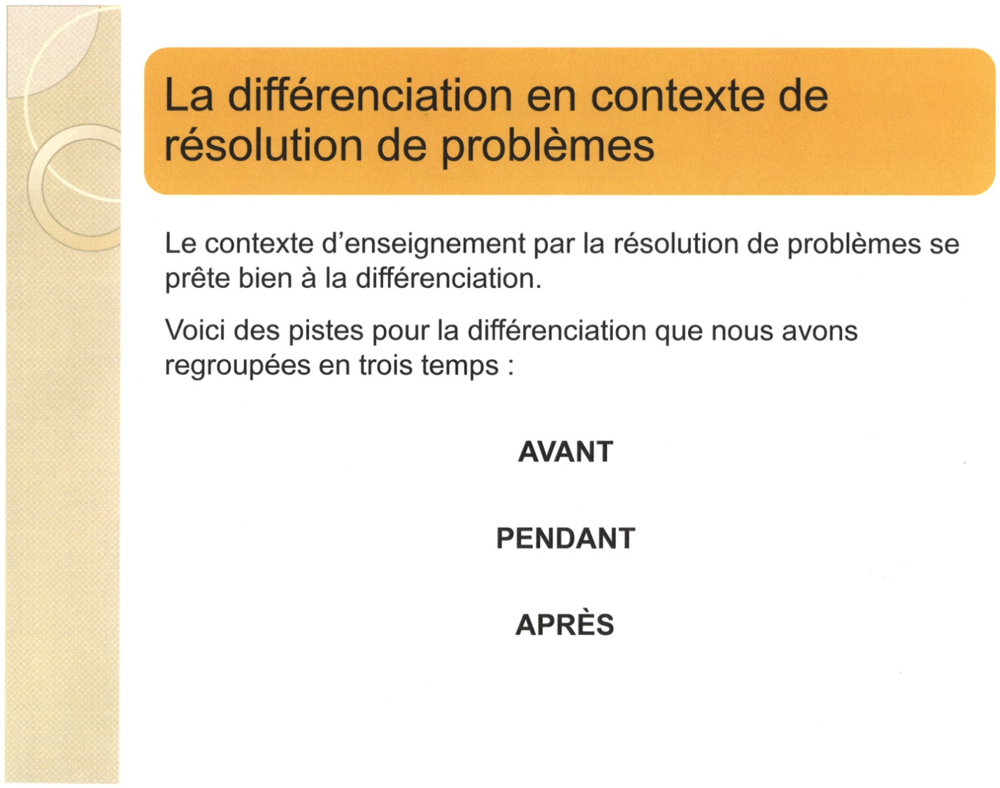 La différenciation en contexte de
résolution de problèmes
Le contexte d’enseignement par la résolution de problèmes se
prête bien à la différenciation.
Voici des pistes pour la différenciation que nous avons
regroupées en trois temps :
AVANT
PENDANT
APRÈS